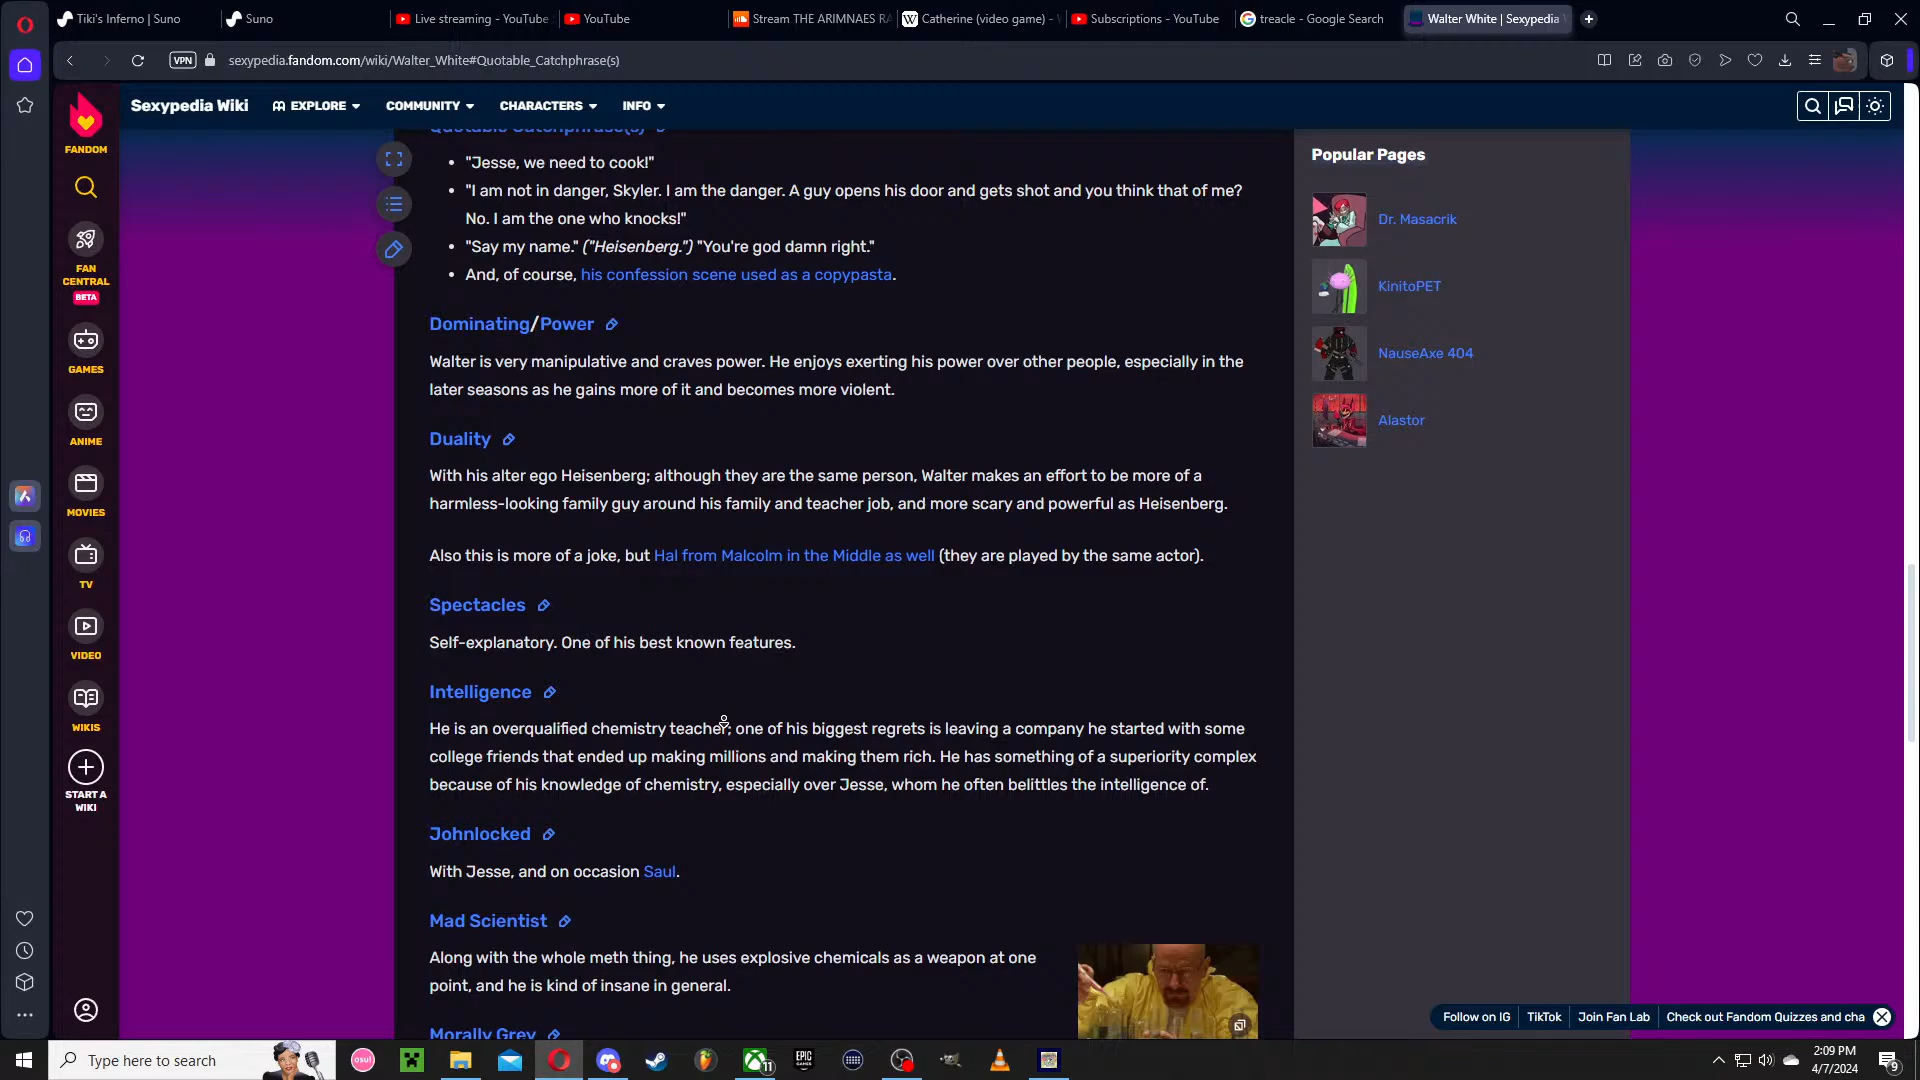 Tiki's Inferno | Suno
Suno
Live streaming - YouTube
YouTube
Stream THE ARIMNAES RA
Catherine (video game) -
Subscriptions - YouTube
treacle - Google Search
Walter White | Sexypedia
VPN
sexypedia.fandom.com/wiki/Walter_White#Quotable_Catchphrase(s)
Sexypedia Wiki
EXPLORE
COMMUNITY
CHARACTERS
INFO
FANDOM
FAN
CENTRAL
BETA
GAMES
ANIME
MOVIES
TV
VIDEO
WIKIS
START A
WIKI
Quotable Catchphrase(s)
• "Jesse, we need to cook!"
• "I am not in danger, Skyler. I am the danger. A guy opens his door and gets shot and you think that of me?
No. I am the one who knocks!"
• "Say my name." ("Heisenberg.") "You're god damn right."
• And, of course, his confession scene used as a copypasta.
Dominating/Power
Walter is very manipulative and craves power. He enjoys exerting his power over other people, especially in the
later seasons as he gains more of it and becomes more violent.
Duality
With his alter ego Heisenberg; although they are the same person, Walter makes an effort to be more of a
harmless-looking family guy around his family and teacher job, and more scary and powerful as Heisenberg.
Also this is more of a joke, but Hal from Malcolm in the Middle as well (they are played by the same actor).
Spectacles
Self-explanatory. One of his best known features.
Intelligence
He is an overqualified chemistry teacher; one of his biggest regrets is leaving a company he started with some
college friends that ended up making millions and making them rich. He has something of a superiority complex
because of his knowledge of chemistry, especially over Jesse, whom he often belittles the intelligence of.
Johnlocked
With Jesse, and on occasion Saul.
Mad Scientist
Along with the whole meth thing, he uses explosive chemicals as a weapon at one
point, and he is kind of insane in general.
Morally Grey
Popular Pages
Dr. Masacrik
KinitoPET
NauseAxe 404
Alastor
Follow on IG
TikTok
Join Fan Lab
Check out Fandom Quizzes and cha
Type here to search
osu!
11
EPIC
GAMES
2:09 PM
4/7/2024
9